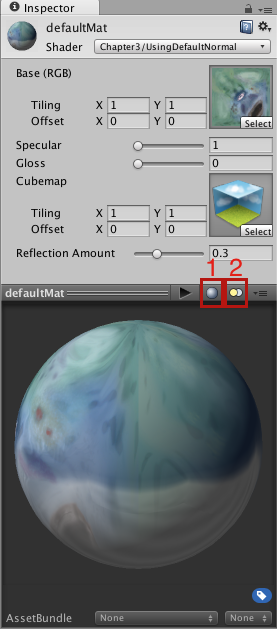 Inspector
defaultMat
Shader Chapter3/UsingDefaultNormal
Base (RGB)
Tiling X 1 Y 1
Offset X 0 Y 0
Select
Specular 1
Gloss 0
Cubemap
Tiling X 1 Y 1
Offset X 0 Y 0
Select
Reflection Amount 0.3
1 2
defaultMat
AssetBundle None None